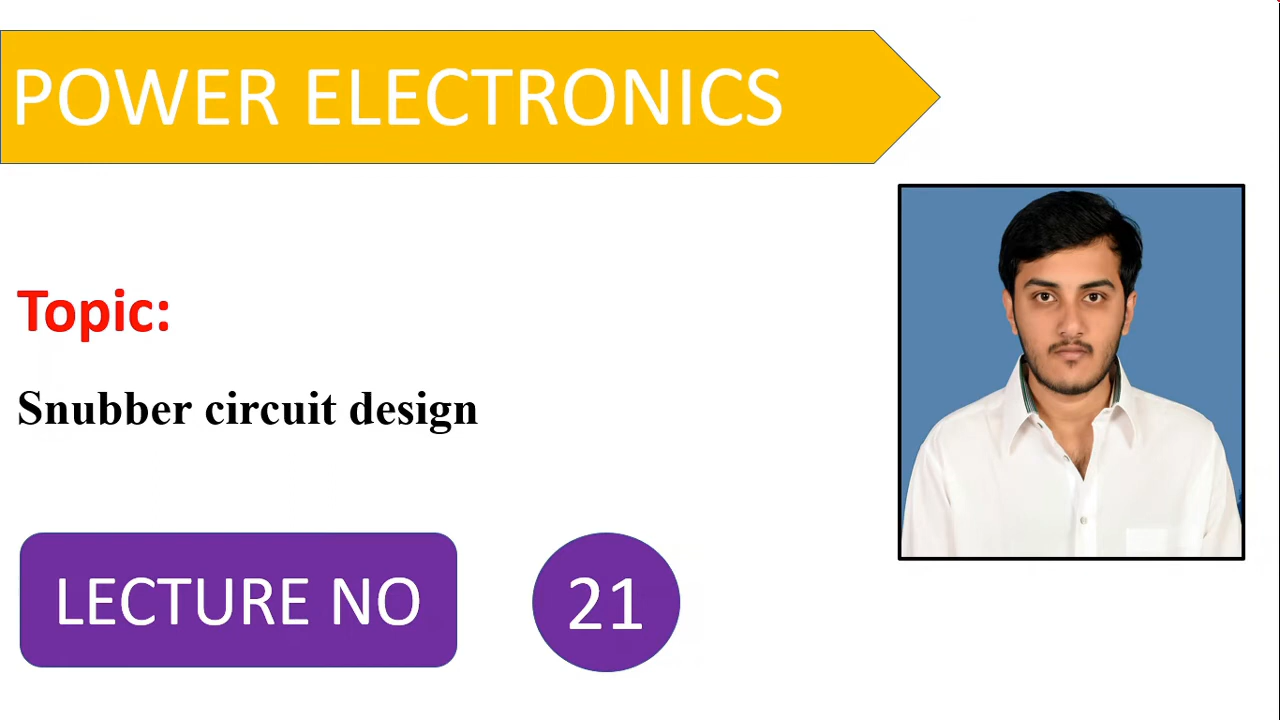 POWER ELECTRONICS
Topic:
Snubber circuit design
LECTURE NO
21